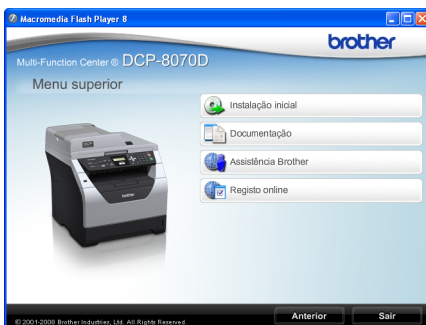 Macromedia Flash Player 8
brother
Multi-Function Center ® DCP-8070D
Menu superior
Instalação inicial
Documentação
Assistência Brother
Registo online
Anterior
Sair
© 2001-2008 Brother Industries, Ltd. All Rights Reserved.